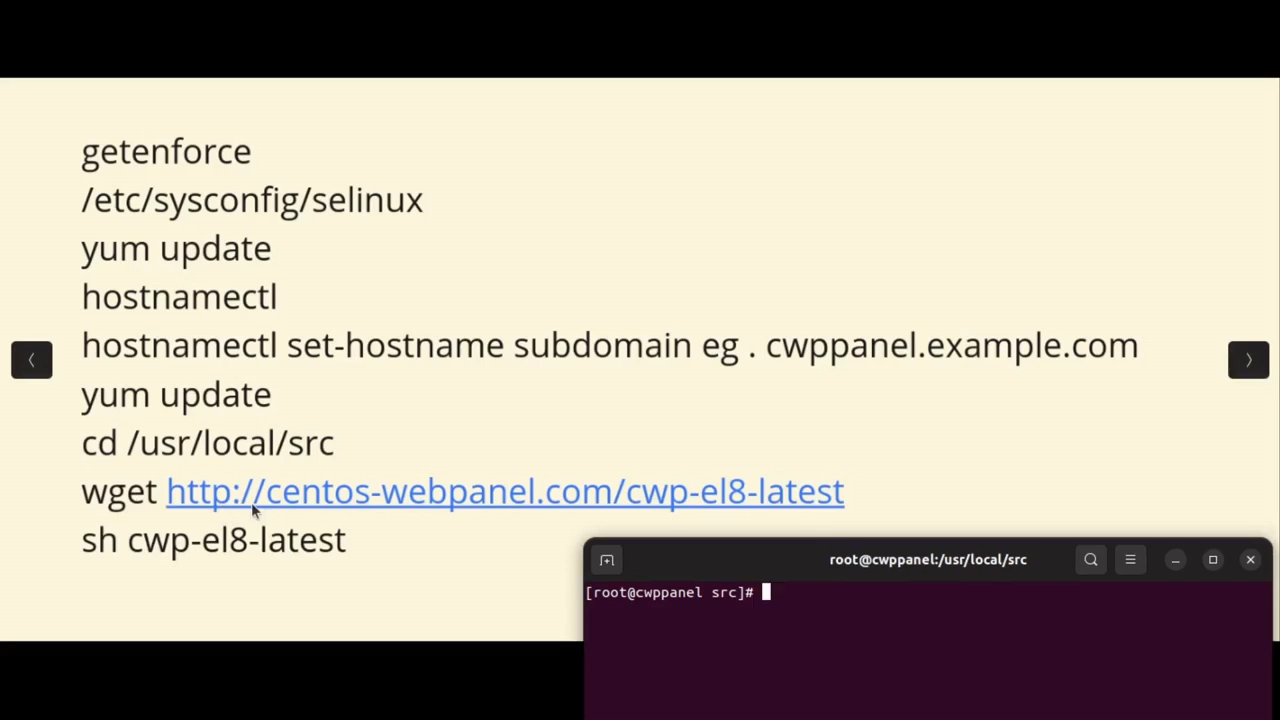 getenforce
/etc/sysconfig/selinux
yum update
hostnamectl
hostnamectl set-hostname subdomain eg . cwppanel.example.com
yum update
cd /usr/local/src
wget http://centos-webpanel.com/cwp-el8-latest
sh cwp-el8-latest
root@cwppanel:/usr/local/src
[root@cwppanel src]#